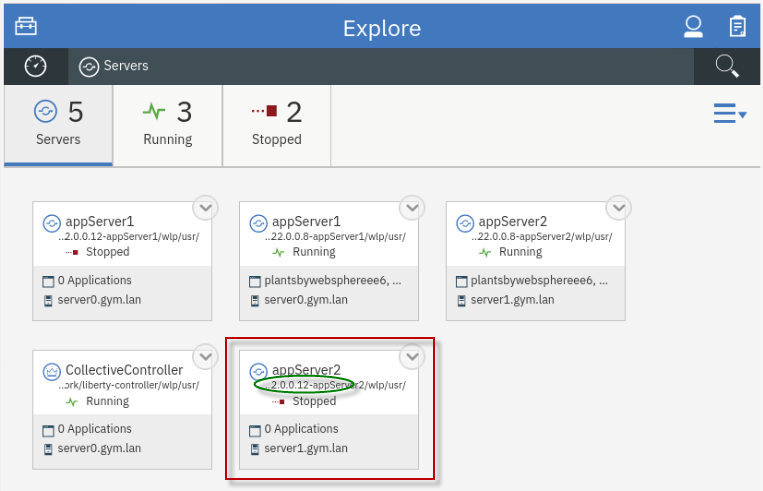 Explore
Servers
5
Servers
3
Running
2
Stopped
appServer1
..2.0.0.12-appServer1/wlp/usr/
Stopped
0 Applications
server0.gym.lan
appServer1
..22.0.0.8-appServer1/wlp/usr/
Running
plantsbywebsphereee6, ...
server0.gym.lan
appServer2
..22.0.0.8-appServer2/wlp/usr/
Running
plantsbywebsphereee6, ...
server1.gym.lan
CollectiveController
..ork/liberty-controller/wlp/usr/
Running
0 Applications
server0.gym.lan
appServer2
..2.0.0.12-appServer2/wlp/usr/
Stopped
0 Applications
server1.gym.lan